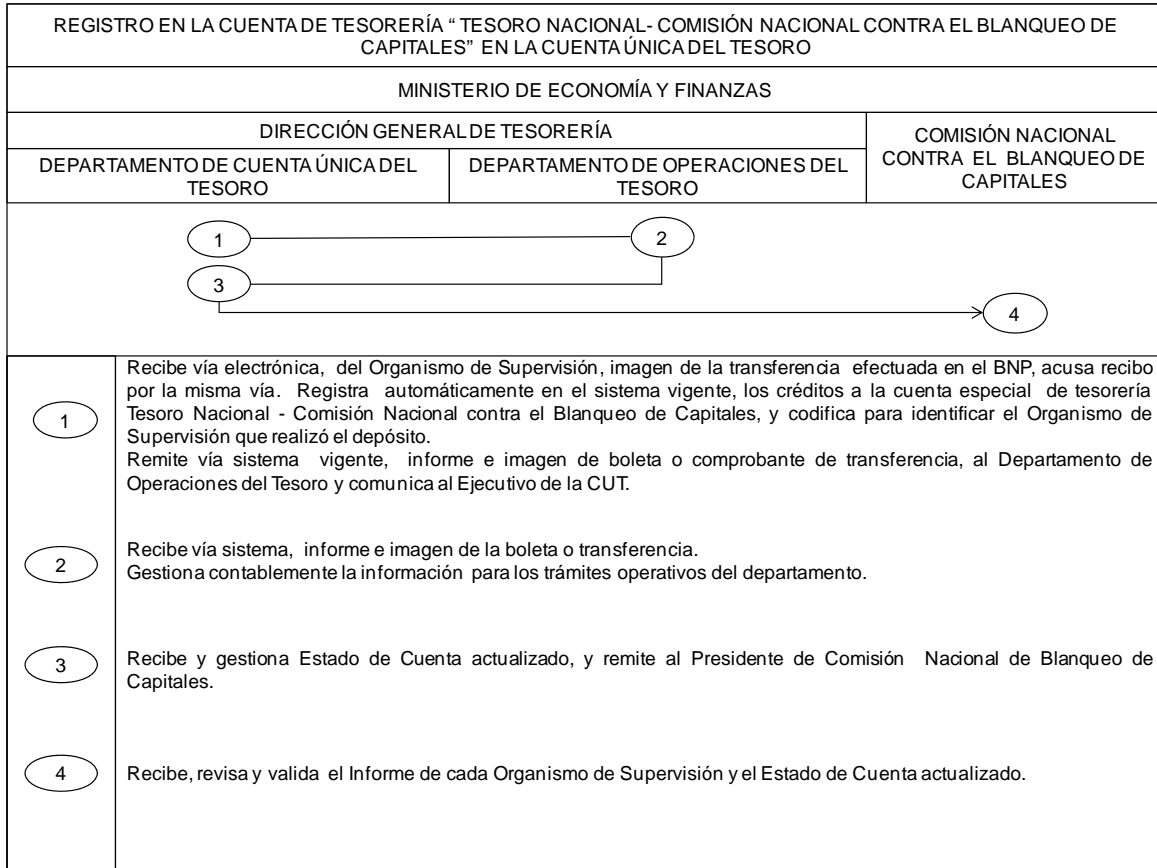 REGISTRO EN LA CUENTA DE TESORERÍA “ TESORO NACIONAL- COMISIÓN NACIONAL CONTRA EL BLANQUEO DE
CAPITALES” EN LA CUENTA ÚNICA DEL TESORO
MINISTERIO DE ECONOMÍA Y FINANZAS
DIRECCIÓN GENERAL DE TESORERÍA
COMISIÓN NACIONAL
CONTRA EL BLANQUEO DE
CAPITALES
DEPARTAMENTO DE CUENTA ÚNICA DEL
TESORO
DEPARTAMENTO DE OPERACIONES DEL
TESORO
1
2
3
4
1
Recibe vía electrónica, del Organismo de Supervisión, imagen de la transferencia efectuada en el BNP, acusa recibo
por la misma vía. Registra automáticamente en el sistema vigente, los créditos a la cuenta especial de tesorería
Tesoro Nacional - Comisión Nacional contra el Blanqueo de Capitales, y codifica para identificar el Organismo de
Supervisión que realizó el depósito.
Remite vía sistema vigente, informe e imagen de boleta o comprobante de transferencia, al Departamento de
Operaciones del Tesoro y comunica al Ejecutivo de la CUT.
2
Recibe vía sistema, informe e imagen de la boleta o transferencia.
Gestiona contablemente la información para los trámites operativos del departamento.
3
Recibe y gestiona Estado de Cuenta actualizado, y remite al Presidente de Comisión Nacional de Blanqueo de
Capitales.
4
Recibe, revisa y valida el Informe de cada Organismo de Supervisión y el Estado de Cuenta actualizado.